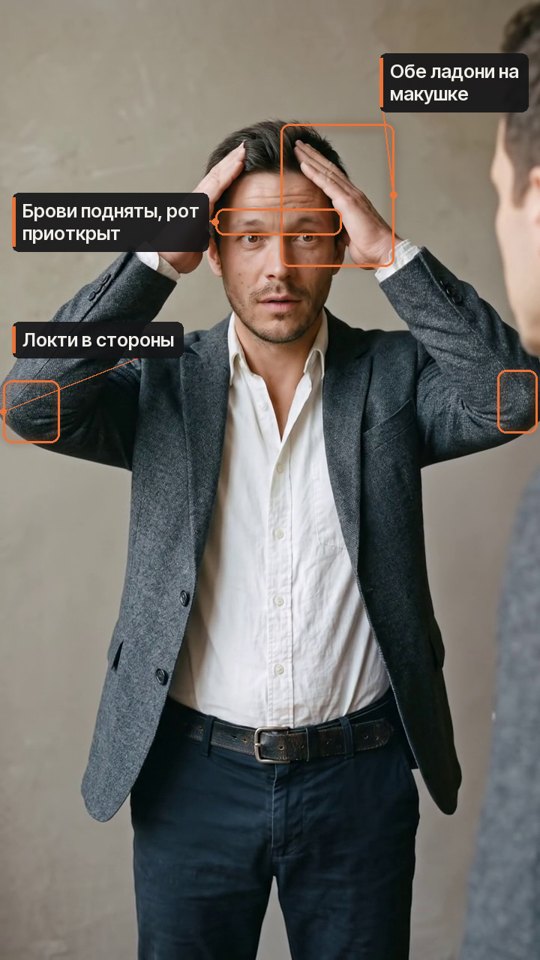 Обе ладони на
макушке
Брови подняты, рот
приоткрыт
Локти в стороны